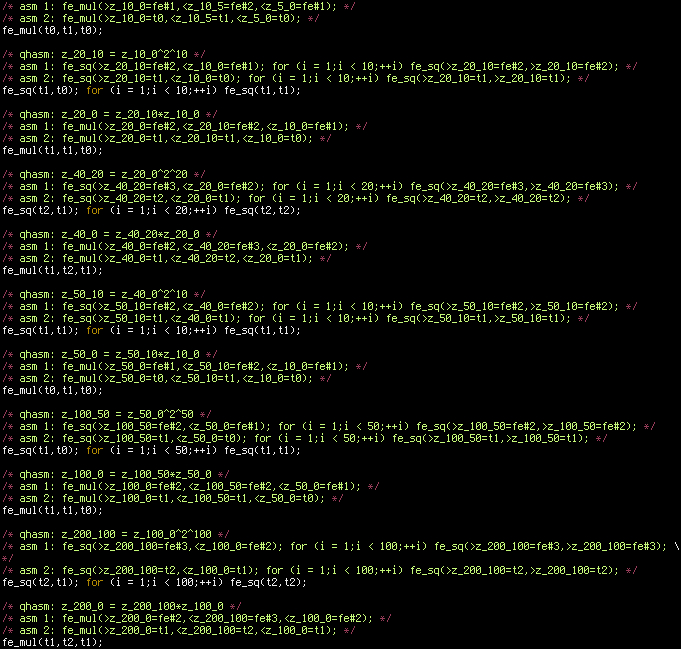 /* asm 1: fe_mul(>z_10_0=fe#1,<z_10_5=fe#2,<z_5_0=fe#1); */
/* asm 2: fe_mul(>z_10_0=t0,<z_10_5=t1,<z_5_0=t0); */
fe_mul(t0,t1,t0);
/* qhasm: z_20_10 = z_10_0^2^10 */
/* asm 1: fe_sq(>z_20_10=fe#2,<z_10_0=fe#1); for (i = 1;i < 10;++i) fe_sq(>z_20_10=fe#2,>z_20_10=fe#2); */
/* asm 2: fe_sq(>z_20_10=t1,<z_10_0=t0); for (i = 1;i < 10;++i) fe_sq(>z_20_10=t1,>z_20_10=t1); */
fe_sq(t1,t0); for (i = 1;i < 10;++i) fe_sq(t1,t1);
/* qhasm: z_20_0 = z_20_10*z_10_0 */
/* asm 1: fe_mul(>z_20_0=fe#2,<z_20_10=fe#2,<z_10_0=fe#1); */
/* asm 2: fe_mul(>z_20_0=t1,<z_20_10=t1,<z_10_0=t0); */
fe_mul(t1,t1,t0);
/* qhasm: z_40_20 = z_20_0^2^20 */
/* asm 1: fe_sq(>z_40_20=fe#3,<z_20_0=fe#2); for (i = 1;i < 20;++i) fe_sq(>z_40_20=fe#3,>z_40_20=fe#3); */
/* asm 2: fe_sq(>z_40_20=t2,<z_20_0=t1); for (i = 1;i < 20;++i) fe_sq(>z_40_20=t2,>z_40_20=t2); */
fe_sq(t2,t1); for (i = 1;i < 20;++i) fe_sq(t2,t2);
/* qhasm: z_40_0 = z_40_20*z_20_0 */
/* asm 1: fe_mul(>z_40_0=fe#2,<z_40_20=fe#3,<z_20_0=fe#2); */
/* asm 2: fe_mul(>z_40_0=t1,<z_40_20=t2,<z_20_0=t1); */
fe_mul(t1,t2,t1);
/* qhasm: z_50_10 = z_40_0^2^10 */
/* asm 1: fe_sq(>z_50_10=fe#2,<z_40_0=fe#2); for (i = 1;i < 10;++i) fe_sq(>z_50_10=fe#2,>z_50_10=fe#2); */
/* asm 2: fe_sq(>z_50_10=t1,<z_40_0=t1); for (i = 1;i < 10;++i) fe_sq(>z_50_10=t1,>z_50_10=t1); */
fe_sq(t1,t1); for (i = 1;i < 10;++i) fe_sq(t1,t1);
/* qhasm: z_50_0 = z_50_10*z_10_0 */
/* asm 1: fe_mul(>z_50_0=fe#1,<z_50_10=fe#2,<z_10_0=fe#1); */
/* asm 2: fe_mul(>z_50_0=t0,<z_50_10=t1,<z_10_0=t0); */
fe_mul(t0,t1,t0);
/* qhasm: z_100_50 = z_50_0^2^50 */
/* asm 1: fe_sq(>z_100_50=fe#2,<z_50_0=fe#1); for (i = 1;i < 50;++i) fe_sq(>z_100_50=fe#2,>z_100_50=fe#2); */
/* asm 2: fe_sq(>z_100_50=t1,<z_50_0=t0); for (i = 1;i < 50;++i) fe_sq(>z_100_50=t1,>z_100_50=t1); */
fe_sq(t1,t0); for (i = 1;i < 50;++i) fe_sq(t1,t1);
/* qhasm: z_100_0 = z_100_50*z_50_0 */
/* asm 1: fe_mul(>z_100_0=fe#2,<z_100_50=fe#2,<z_50_0=fe#1); */
/* asm 2: fe_mul(>z_100_0=t1,<z_100_50=t1,<z_50_0=t0); */
fe_mul(t1,t1,t0);
/* qhasm: z_200_100 = z_100_0^2^100 */
/* asm 1: fe_sq(>z_200_100=fe#3,<z_100_0=fe#2); for (i = 1;i < 100;++i) fe_sq(>z_200_100=fe#3,>z_200_100=fe#3); \
*/
/* asm 2: fe_sq(>z_200_100=t2,<z_100_0=t1); for (i = 1;i < 100;++i) fe_sq(>z_200_100=t2,>z_200_100=t2); */
fe_sq(t2,t1); for (i = 1;i < 100;++i) fe_sq(t2,t2);
/* qhasm: z_200_0 = z_200_100*z_100_0 */
/* asm 1: fe_mul(>z_200_0=fe#2,<z_200_100=fe#3,<z_100_0=fe#2); */
/* asm 2: fe_mul(>z_200_0=t1,<z_200_100=t2,<z_100_0=t1); */
fe_mul(t1,t2,t1);